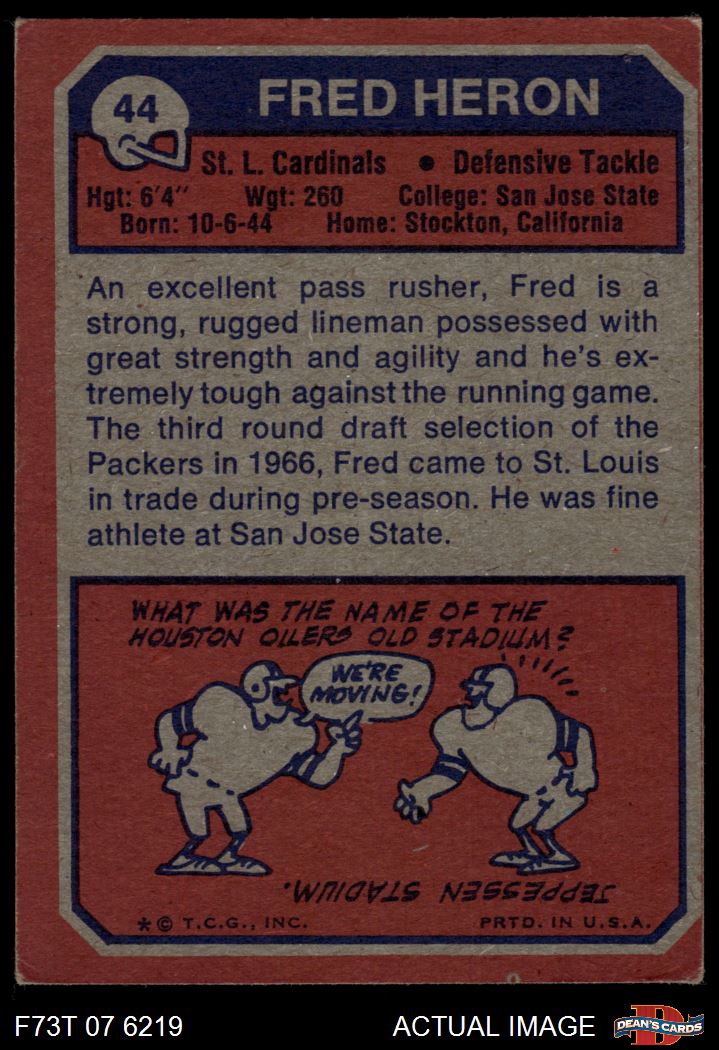 44
FRED HERON
St. L. Cardinals • Defensive Tackle
Hgt: 6'4" Wgt: 260 College: San Jose State
Born: 10-6-44 Home: Stockton, California
An excellent pass rusher, Fred is a
strong, rugged lineman possessed with
great strength and agility and he's ex-
tremely tough against the running game.
The third round draft selection of the
Packers in 1966, Fred came to St. Louis
in trade during pre-season. He was fine
athlete at San Jose State.
WHAT WAS THE NAME OF THE
HOUSTON OILERS OLD STADIUM?
WE'RE
MOVING!
JEPPESSEN STADIUM.
* © T.C.G., INC. PRTD. IN U.S.A.
F73T 07 6219 ACTUAL IMAGE D DEAN'S CARDS